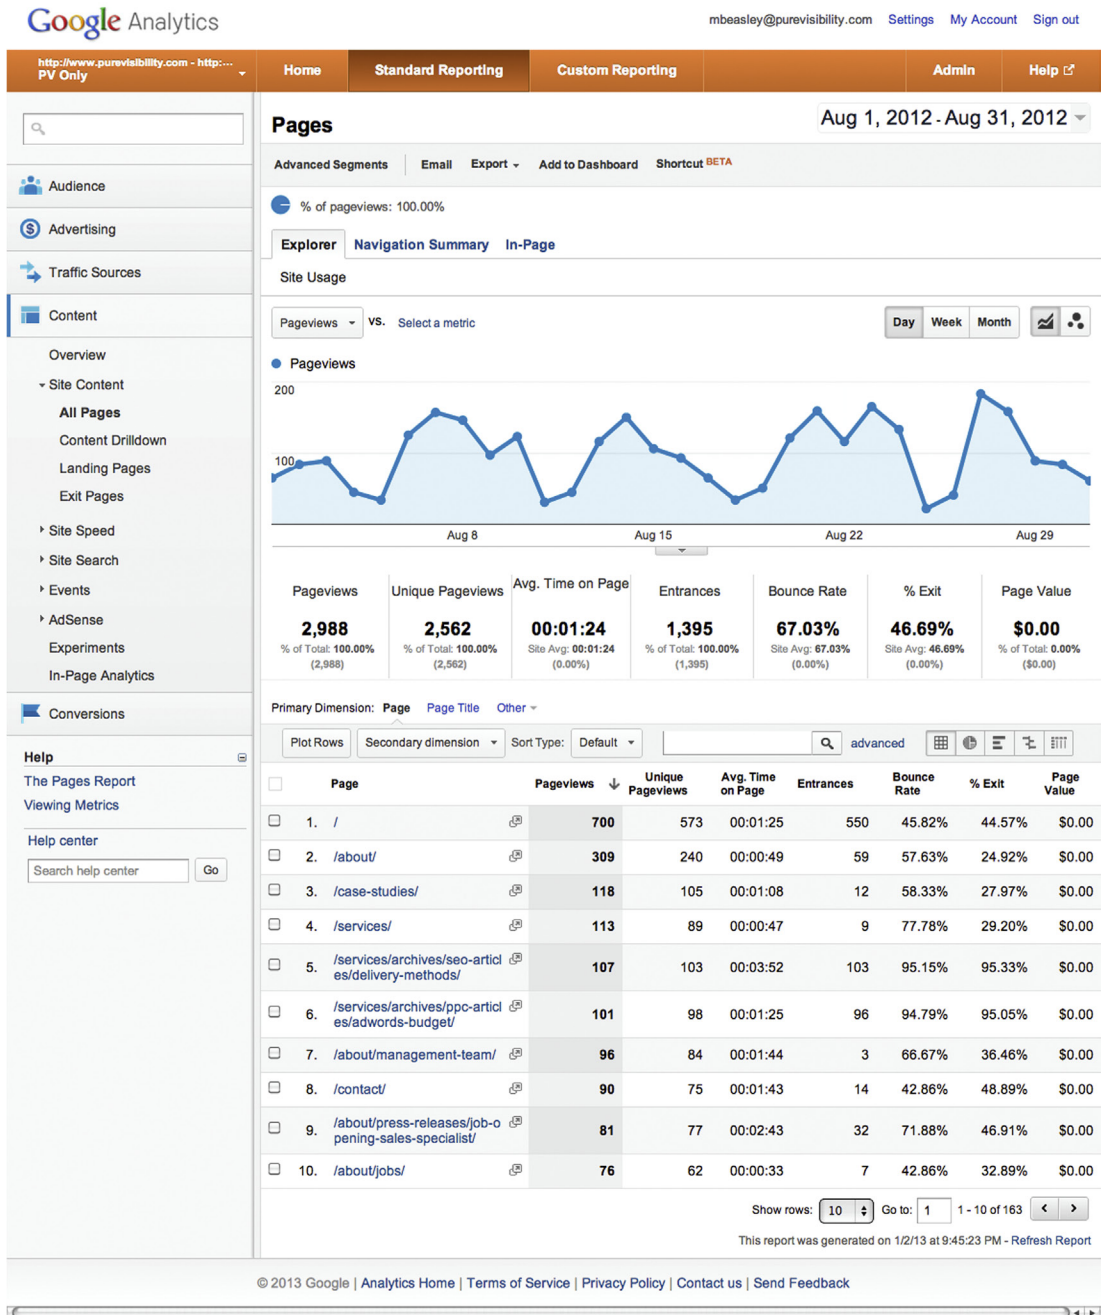 Google Analytics
mbeasley@purevisibility.com Settings My Account Sign out
http://www.purevisibility.com - http:...
PV Only
Home Standard Reporting Custom Reporting Admin Help
Pages
Aug 1, 2012 - Aug 31, 2012
Advanced Segments Email Export Add to Dashboard Shortcut BETA
% of pageviews: 100.00%
Explorer Navigation Summary In-Page
Site Usage
Pageviews VS. Select a metric
Day Week Month
Pageviews
200
100
Aug 8 Aug 15 Aug 22 Aug 29
Audience
Advertising
Traffic Sources
Content
Overview
Site Content
All Pages
Content Drilldown
Landing Pages
Exit Pages
Site Speed
Site Search
Events
AdSense
Experiments
In-Page Analytics
Conversions
Help
The Pages Report
Viewing Metrics
Help center
Search help center Go
Pageviews Unique Pageviews Avg. Time on Page Entrances Bounce Rate % Exit Page Value
2,988 2,562 00:01:24 1,395 67.03% 46.69% $0.00
% of Total: 100.00% % of Total: 100.00% Site Avg: 00:01:24 % of Total: 100.00% Site Avg: 67.03% Site Avg: 46.69% % of Total: 0.00%
(2,988) (2,562) (0.00%) (1,395) (0.00%) (0.00%) ($0.00)
Primary Dimension: Page Page Title Other
Plot Rows Secondary dimension Sort Type: Default advanced
Page Pageviews Unique Pageviews Avg. Time on Page Entrances Bounce Rate % Exit Page Value
1. / 700 573 00:01:25 550 45.82% 44.57% $0.00
2. /about/ 309 240 00:00:49 59 57.63% 24.92% $0.00
3. /case-studies/ 118 105 00:01:08 12 58.33% 27.97% $0.00
4. /services/ 113 89 00:00:47 9 77.78% 29.20% $0.00
5. /services/archives/seo-articl
es/delivery-methods/ 107 103 00:03:52 103 95.15% 95.33% $0.00
6. /services/archives/ppc-articl
es/adwords-budget/ 101 98 00:01:25 96 94.79% 95.05% $0.00
7. /about/management-team/ 96 84 00:01:44 3 66.67% 36.46% $0.00
8. /contact/ 90 75 00:01:43 14 42.86% 48.89% $0.00
9. /about/press-releases/job-o
pening-sales-specialist/ 81 77 00:02:43 32 71.88% 46.91% $0.00
10. /about/jobs/ 76 62 00:00:33 7 42.86% 32.89% $0.00
Show rows: 10 Go to: 1 1 - 10 of 163
This report was generated on 1/2/13 at 9:45:23 PM - Refresh Report
© 2013 Google | Analytics Home | Terms of Service | Privacy Policy | Contact us | Send Feedback